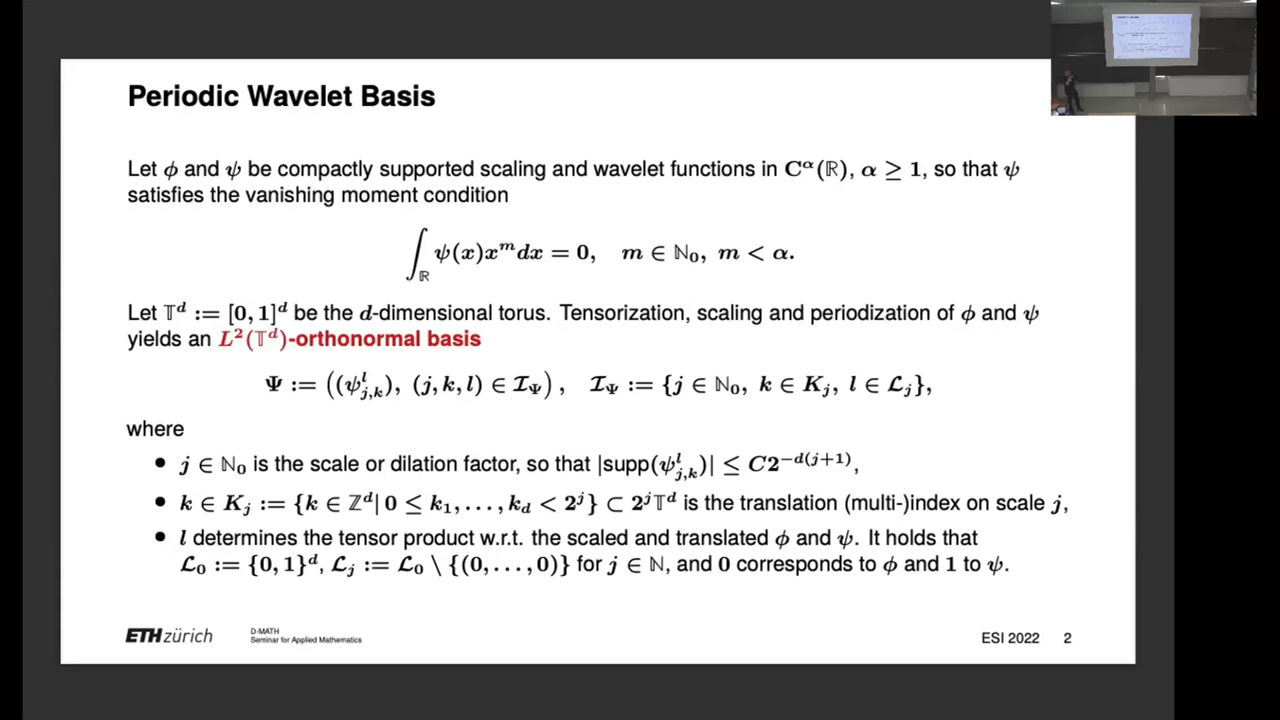 Periodic Wavelet Basis
Let ϕ and ψ be compactly supported scaling and wavelet functions in C^α(ℝ), α ≥ 1, so that ψ
satisfies the vanishing moment condition
∫_ℝ ψ(x)x^m dx = 0, m ∈ ℕ₀, m < α.
Let 𝕋^d := [0, 1]^d be the d-dimensional torus. Tensorization, scaling and periodization of ϕ and ψ
yields an L²(𝕋^d)-orthonormal basis
Ψ := ((ψ^l_{j,k}), (j, k, l) ∈ 𝓘_Ψ), 𝓘_Ψ := {j ∈ ℕ₀, k ∈ K_j, l ∈ 𝓛_j},
where
• j ∈ ℕ₀ is the scale or dilation factor, so that |supp(ψ^l_{j,k})| ≤ C2^{-d(j+1)},
• k ∈ K_j := {k ∈ ℤ^d | 0 ≤ k₁, . . . , k_d < 2^j} ⊂ 2^j𝕋^d is the translation (multi-)index on scale j,
• l determines the tensor product w.r.t. the scaled and translated ϕ and ψ. It holds that
𝓛₀ := {0, 1}^d, 𝓛_j := 𝓛₀ \ {(0, . . . , 0)} for j ∈ ℕ, and 0 corresponds to ϕ and 1 to ψ.
ETH zürich
D-MATH
Seminar for Applied Mathematics
ESI 2022 2